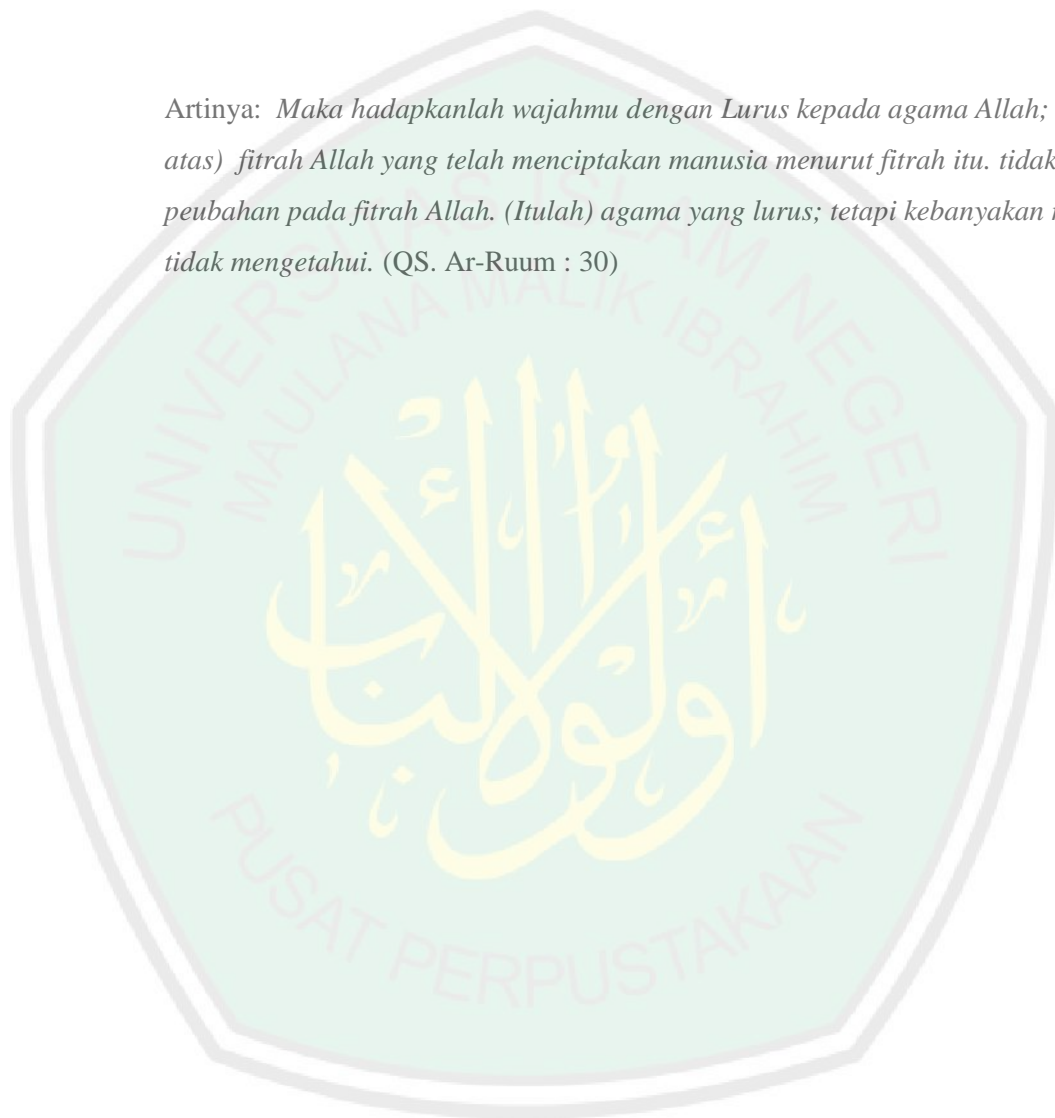 Artinya: Maka hadapkanlah wajahmu dengan Lurus kepada agama Allah;
atas) fitrah Allah yang telah menciptakan manusia menurut fitrah itu. tidak
peubahan pada fitrah Allah. (Itulah) agama yang lurus; tetapi kebanyakan
tidak mengetahui. (QS. Ar-Ruum : 30)
UNIVERSITAS ISLAM NEGERI
MAULANA MALIK IBRAHIM
أولوا الألباب
PUSAT PERPUSTAKAAN